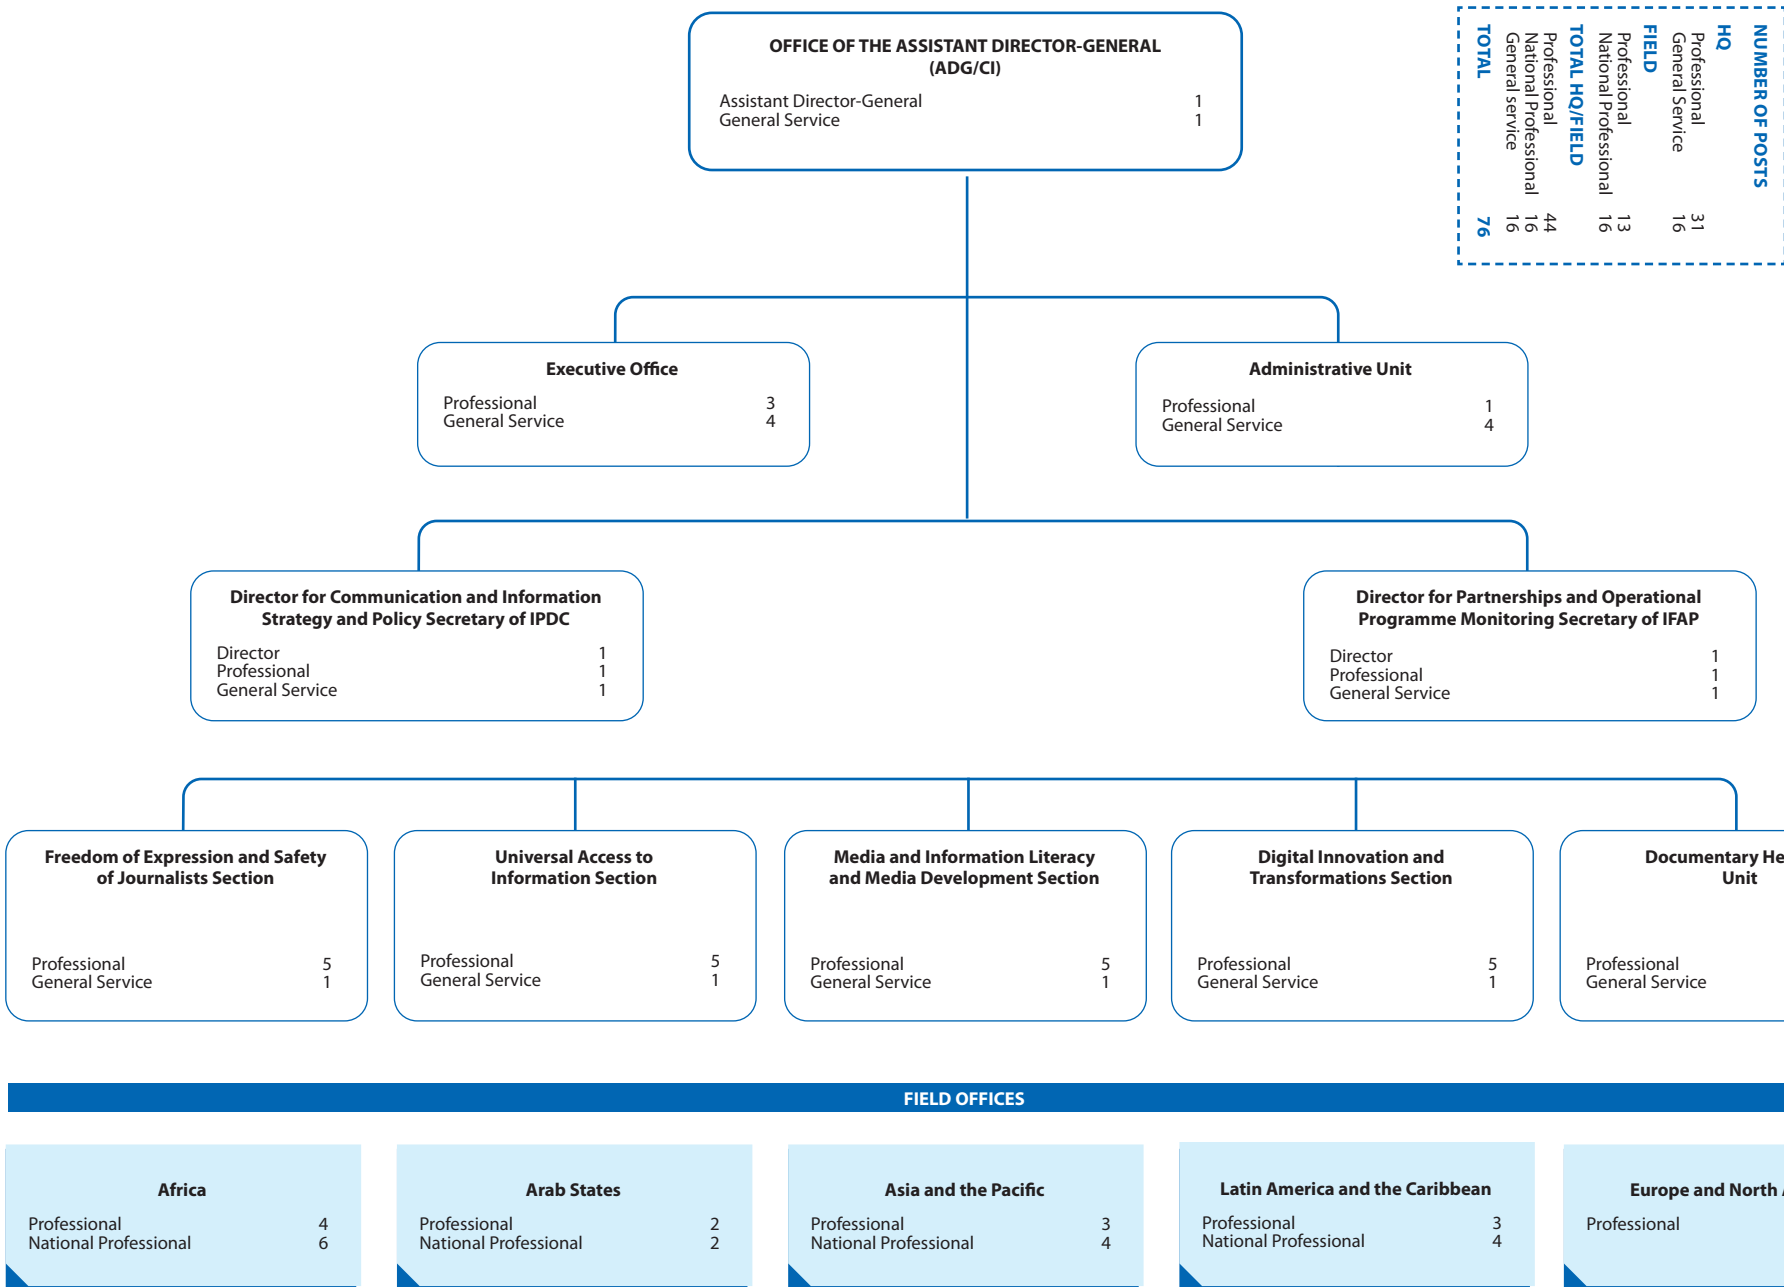 OFFICE OF THE ASSISTANT DIRECTOR-GENERAL
(ADG/CI)
Assistant Director-General 1
General Service 1
NUMBER OF POSTS
HQ
Professional 31
General Service 16
FIELD
Professional 13
National Professional 16
TOTAL HQ/FIELD
Professional 44
National Professional 16
General service 16
TOTAL 76
Executive Office
Professional 3
General Service 4
Administrative Unit
Professional 1
General Service 4
Director for Communication and Information
Strategy and Policy Secretary of IPDC
Director 1
Professional 1
General Service 1
Director for Partnerships and Operational
Programme Monitoring Secretary of IFAP
Director 1
Professional 1
General Service 1
Freedom of Expression and Safety
of Journalists Section
Professional 5
General Service 1
Universal Access to
Information Section
Professional 5
General Service 1
Media and Information Literacy
and Media Development Section
Professional 5
General Service 1
Digital Innovation and
Transformations Section
Professional 5
General Service 1
Documentary He
Unit
Professional
General Service
FIELD OFFICES
Africa
Professional 4
National Professional 6
Arab States
Professional 2
National Professional 2
Asia and the Pacific
Professional 3
National Professional 4
Latin America and the Caribbean
Professional 3
National Professional 4
Europe and North
Professional